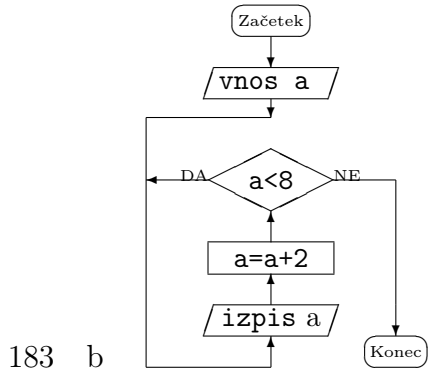 Začetek
vnos a
DA a<8 NE
a=a+2
izpis a
183 b Konec